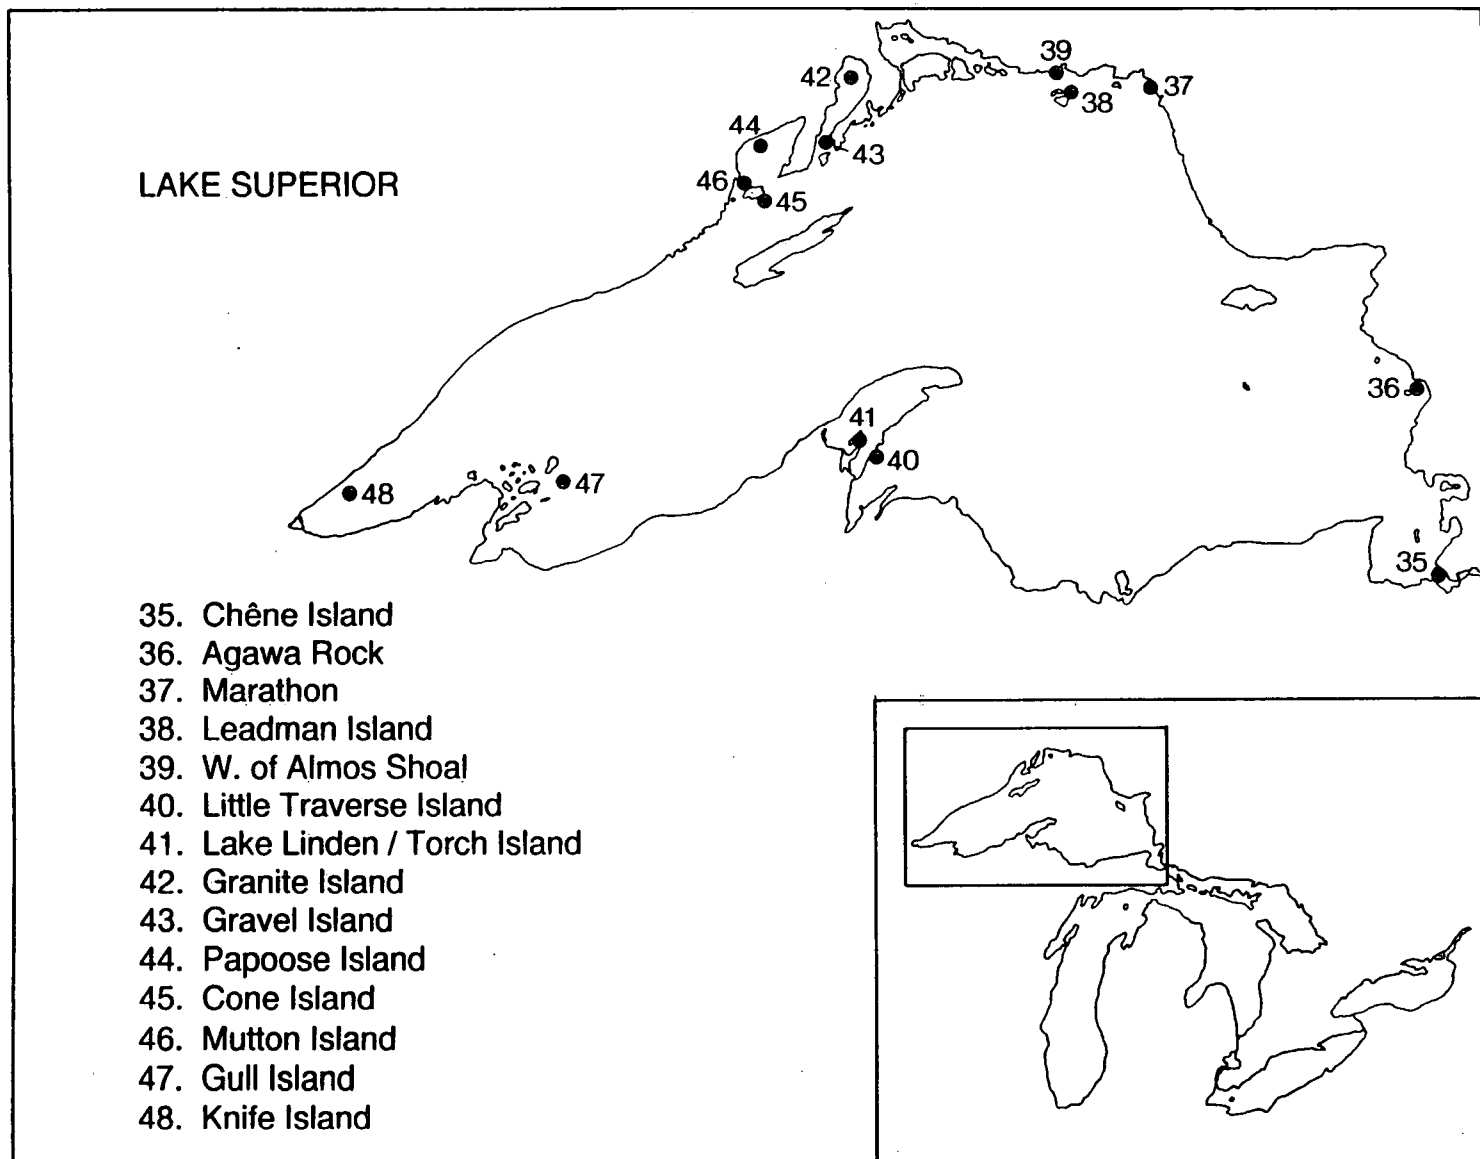 39
42
38
37
44
43
LAKE SUPERIOR
46
45
36
41
40
47
48
35
35. Chêne Island
36. Agawa Rock
37. Marathon
38. Leadman Island
39. W. of Almos Shoal
40. Little Traverse Island
41. Lake Linden / Torch Island
42. Granite Island
43. Gravel Island
44. Papoose Island
45. Cone Island
46. Mutton Island
47. Gull Island
48. Knife Island